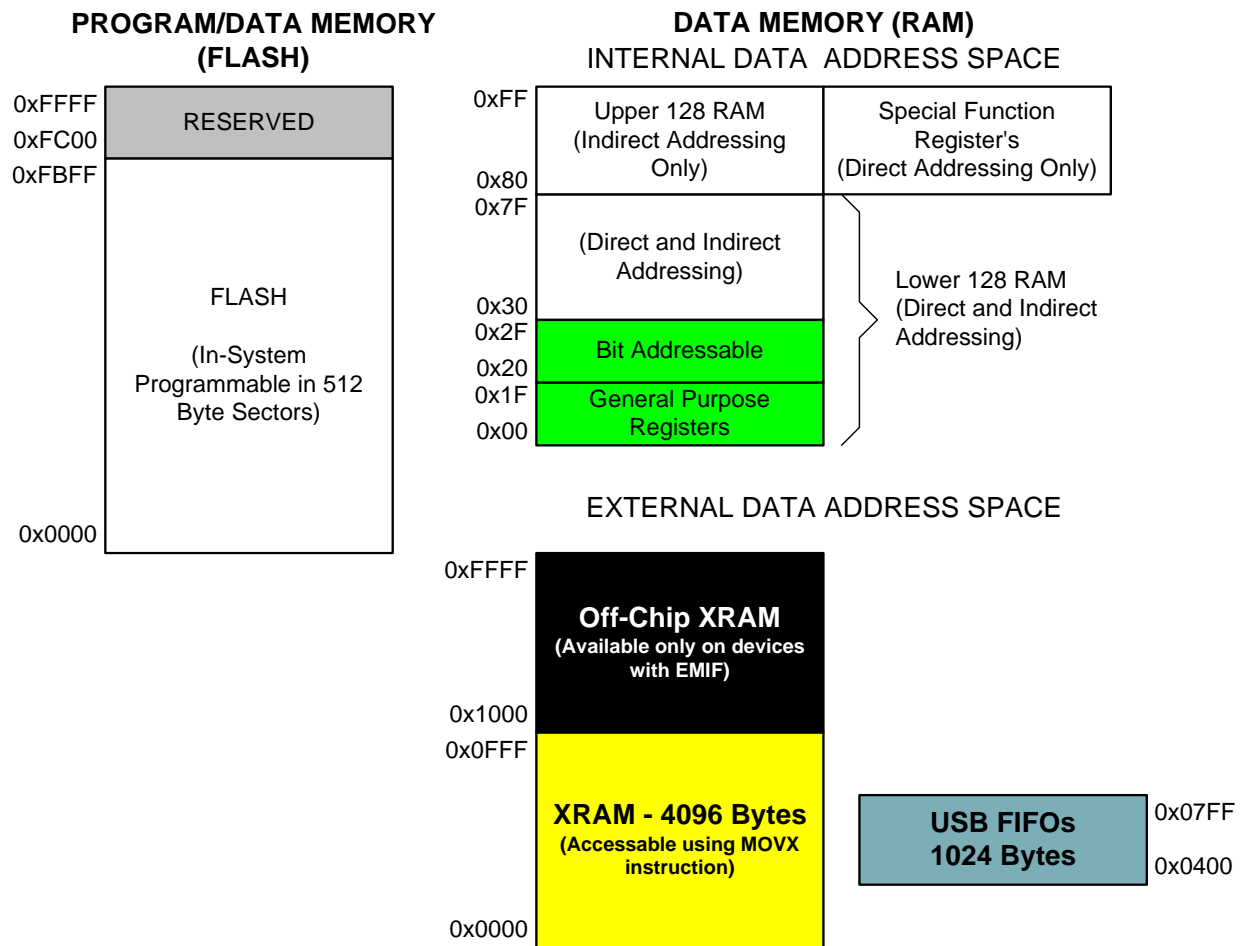 PROGRAM/DATA MEMORY
(FLASH)
0xFFFF
RESERVED
0xFC00
0xFBFF
FLASH
(In-System
Programmable in 512
Byte Sectors)
0x0000
DATA MEMORY (RAM)
INTERNAL DATA ADDRESS SPACE
0xFF
Upper 128 RAM
(Indirect Addressing
Only)
0x80
Special Function
Register's
(Direct Addressing Only)
0x7F
(Direct and Indirect
Addressing)
0x30
Lower 128 RAM
(Direct and Indirect
Addressing)
0x2F
Bit Addressable
0x20
0x1F
General Purpose
Registers
0x00
EXTERNAL DATA ADDRESS SPACE
0xFFFF
Off-Chip XRAM
(Available only on devices
with EMIF)
0x1000
0x0FFF
XRAM - 4096 Bytes
(Accessable using MOVX
instruction)
0x0000
USB FIFOs
1024 Bytes
0x07FF
0x0400